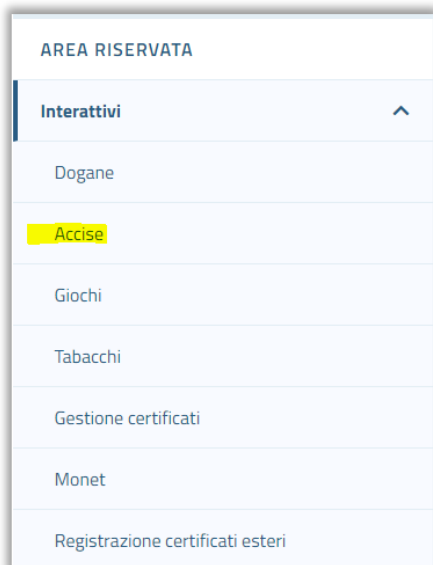 AREA RISERVATA
Interattivi
Dogane
Accise
Giochi
Tabacchi
Gestione certificati
Monet
Registrazione certificati esteri